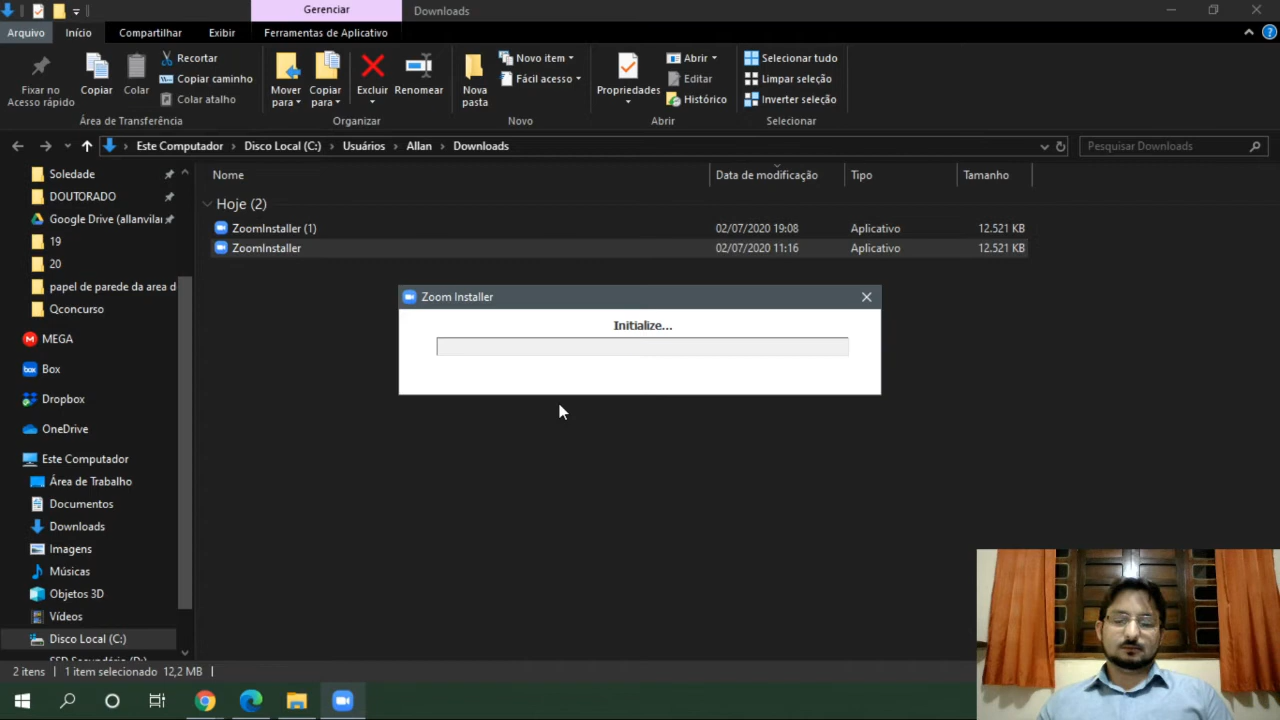 Gerenciar
Downloads
Arquivo
Início
Compartilhar
Exibir
Ferramentas de Aplicativo
Fixar no
Acesso rápido
Copiar
Colar
Recortar
Copiar caminho
Colar atalho
Mover
para
Copiar
para
Excluir
Renomear
Nova
pasta
Novo item
Fácil acesso
Propriedades
Abrir
Editar
Histórico
Selecionar tudo
Limpar seleção
Inverter seleção
Área de Transferência
Organizar
Novo
Abrir
Selecionar
Este Computador
Disco Local (C:)
Usuários
Allan
Downloads
Pesquisar Downloads
Nome
Data de modificação
Tipo
Tamanho
Hoje (2)
ZoomInstaller (1)
02/07/2020 19:08
Aplicativo
12.521 KB
ZoomInstaller
02/07/2020 11:16
Aplicativo
12.521 KB
Soledade
DOUTORADO
Google Drive (allanvilar
19
20
papel de parede da area d
Qconcurso
MEGA
box
Box
Dropbox
OneDrive
Este Computador
Área de Trabalho
Documentos
Downloads
Imagens
Músicas
Objetos 3D
Vídeos
Disco Local (C:)
SSD Secundário (D:)
Zoom Installer
Initialize...
2 itens
1 item selecionado 12,2 MB